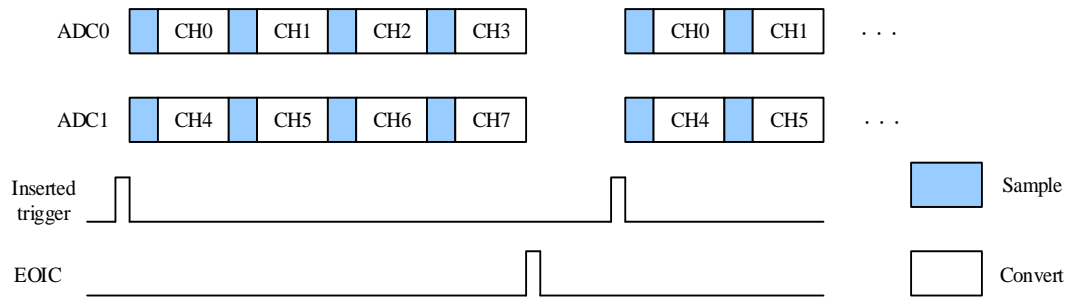 ADC0 CH0 CH1 CH2 CH3 CH0 CH1 . . .
ADC1 CH4 CH5 CH6 CH7 CH4 CH5 . . .
Inserted
trigger
Sample
EOIC
Convert